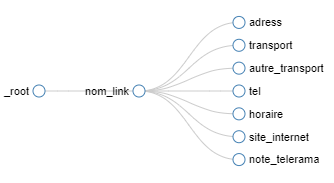 _root
nom_link
adress
transport
autre_transport
tel
horaire
site_internet
note_telerama